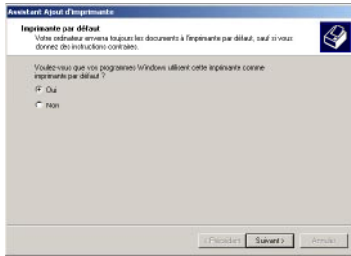 Assistant Ajout d'imprimante
Imprimante par défaut
Votre ordinateur enverra toujours les documents à l'imprimante par défaut, sauf si vous
donnez des instructions contraires.
Voulez-vous que vos programmes Windows utilisent cette imprimante comme
imprimante par défaut ?
Oui
Non
< Précédent
Suivant >
Annuler